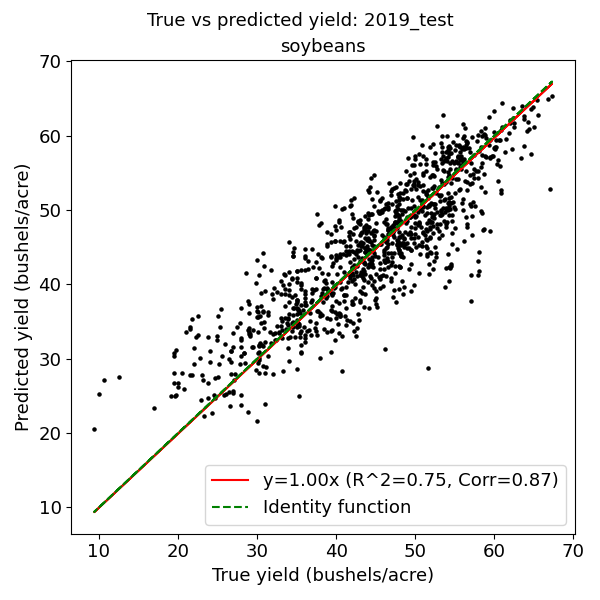 True vs predicted yield: 2019_test
soybeans
70
60
50
40
30
20
10
Predicted yield (bushels/acre)
y=1.00x (R^2=0.75, Corr=0.87)
Identity function
10 20 30 40 50 60 70
True yield (bushels/acre)